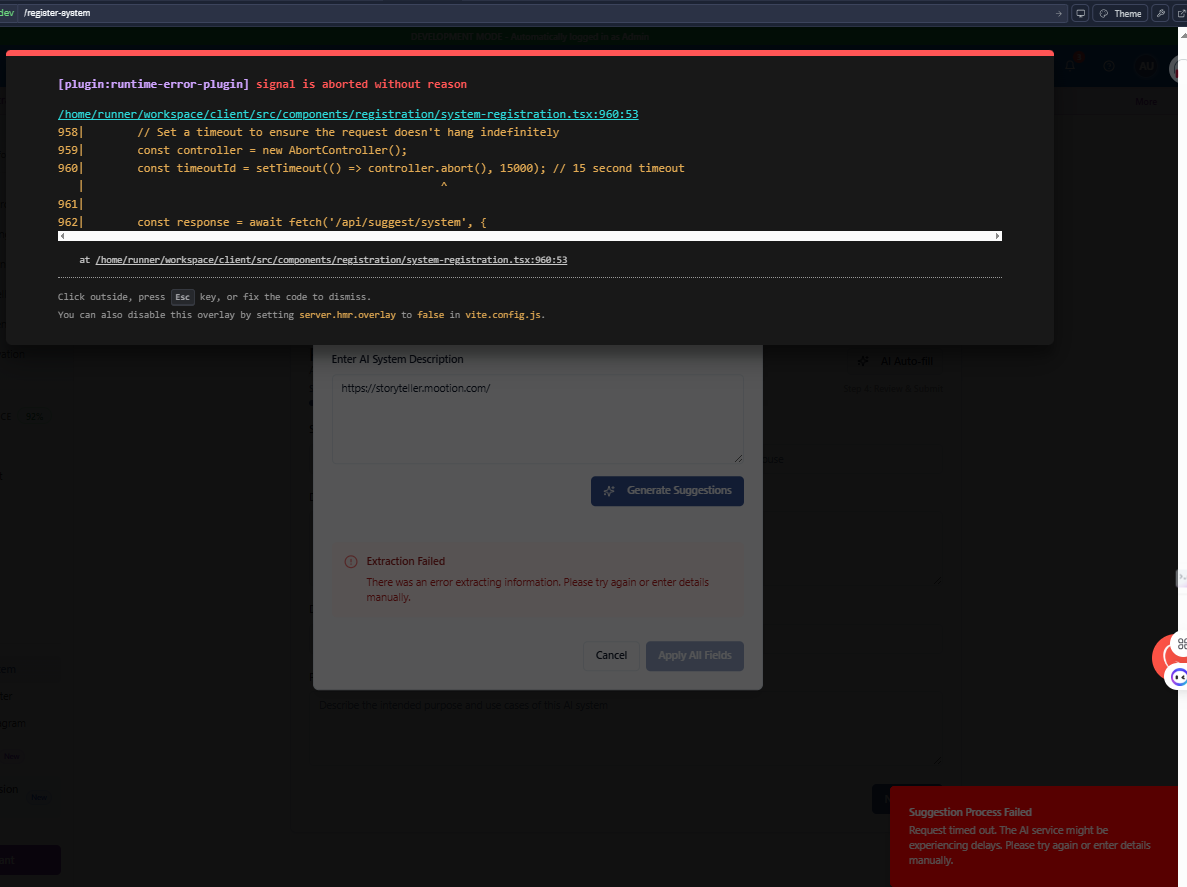 dev /register-system
Theme
DEVELOPMENT MODE - Automatically logged in as Admin
AU
More
[plugin:runtime-error-plugin] signal is aborted without reason
/home/runner/workspace/client/src/components/registration/system-registration.tsx:960:53
958| // Set a timeout to ensure the request doesn't hang indefinitely
959| const controller = new AbortController();
960| const timeoutId = setTimeout(() => controller.abort(), 15000); // 15 second timeout
| ^
961|
962| const response = await fetch('/api/suggest/system', {
at /home/runner/workspace/client/src/components/registration/system-registration.tsx:960:53
Click outside, press Esc key, or fix the code to dismiss.
You can also disable this overlay by setting server.hmr.overlay to false in vite.config.js.
Enter AI System Description
AI Auto-fill
https://storyteller.mootion.com/
Generate Suggestions
Extraction Failed
There was an error extracting information. Please try again or enter details
manually.
Cancel
Apply All Fields
Describe the intended purpose and use cases of this AI system
New
New
Suggestion Process Failed
Request timed out. The AI service might be
experiencing delays. Please try again or enter details
manually.